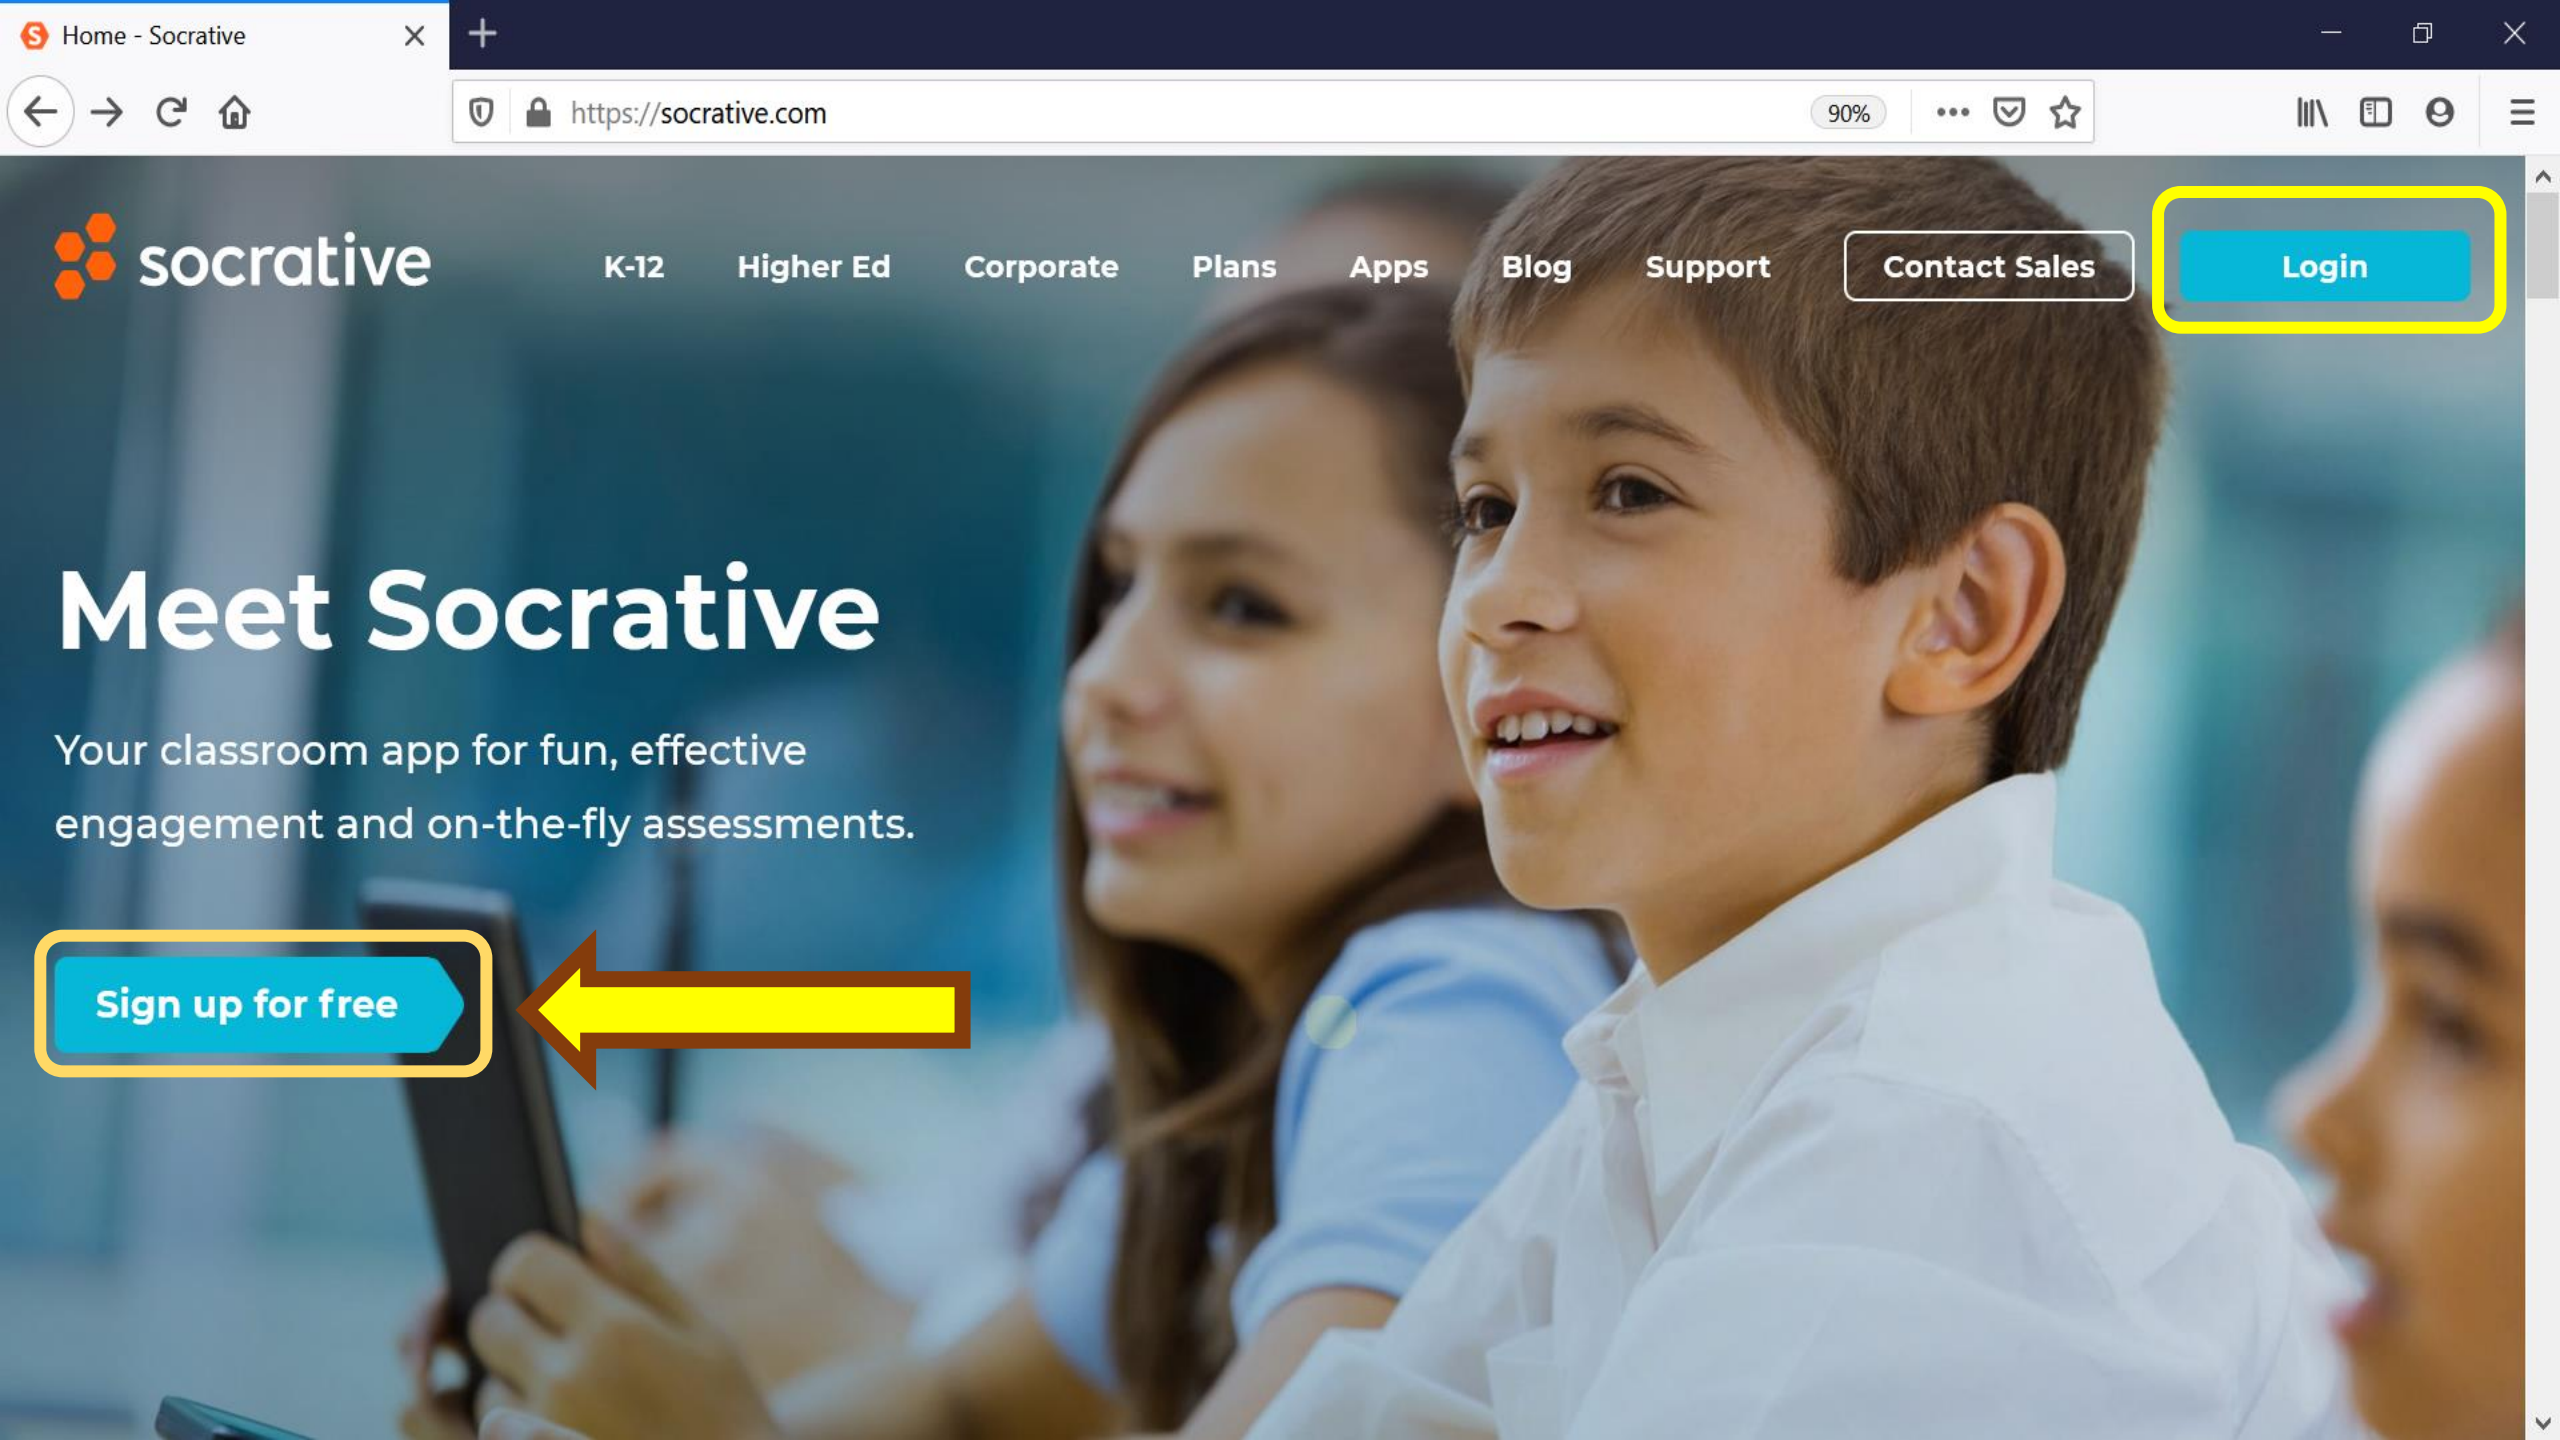 Home - Socrative
https://socrative.com
90%
socrative
K-12
Higher Ed
Corporate
Plans
Apps
Blog
Support
Contact Sales
Login
Meet Socrative
Your classroom app for fun, effective
engagement and on-the-fly assessments.
Sign up for free